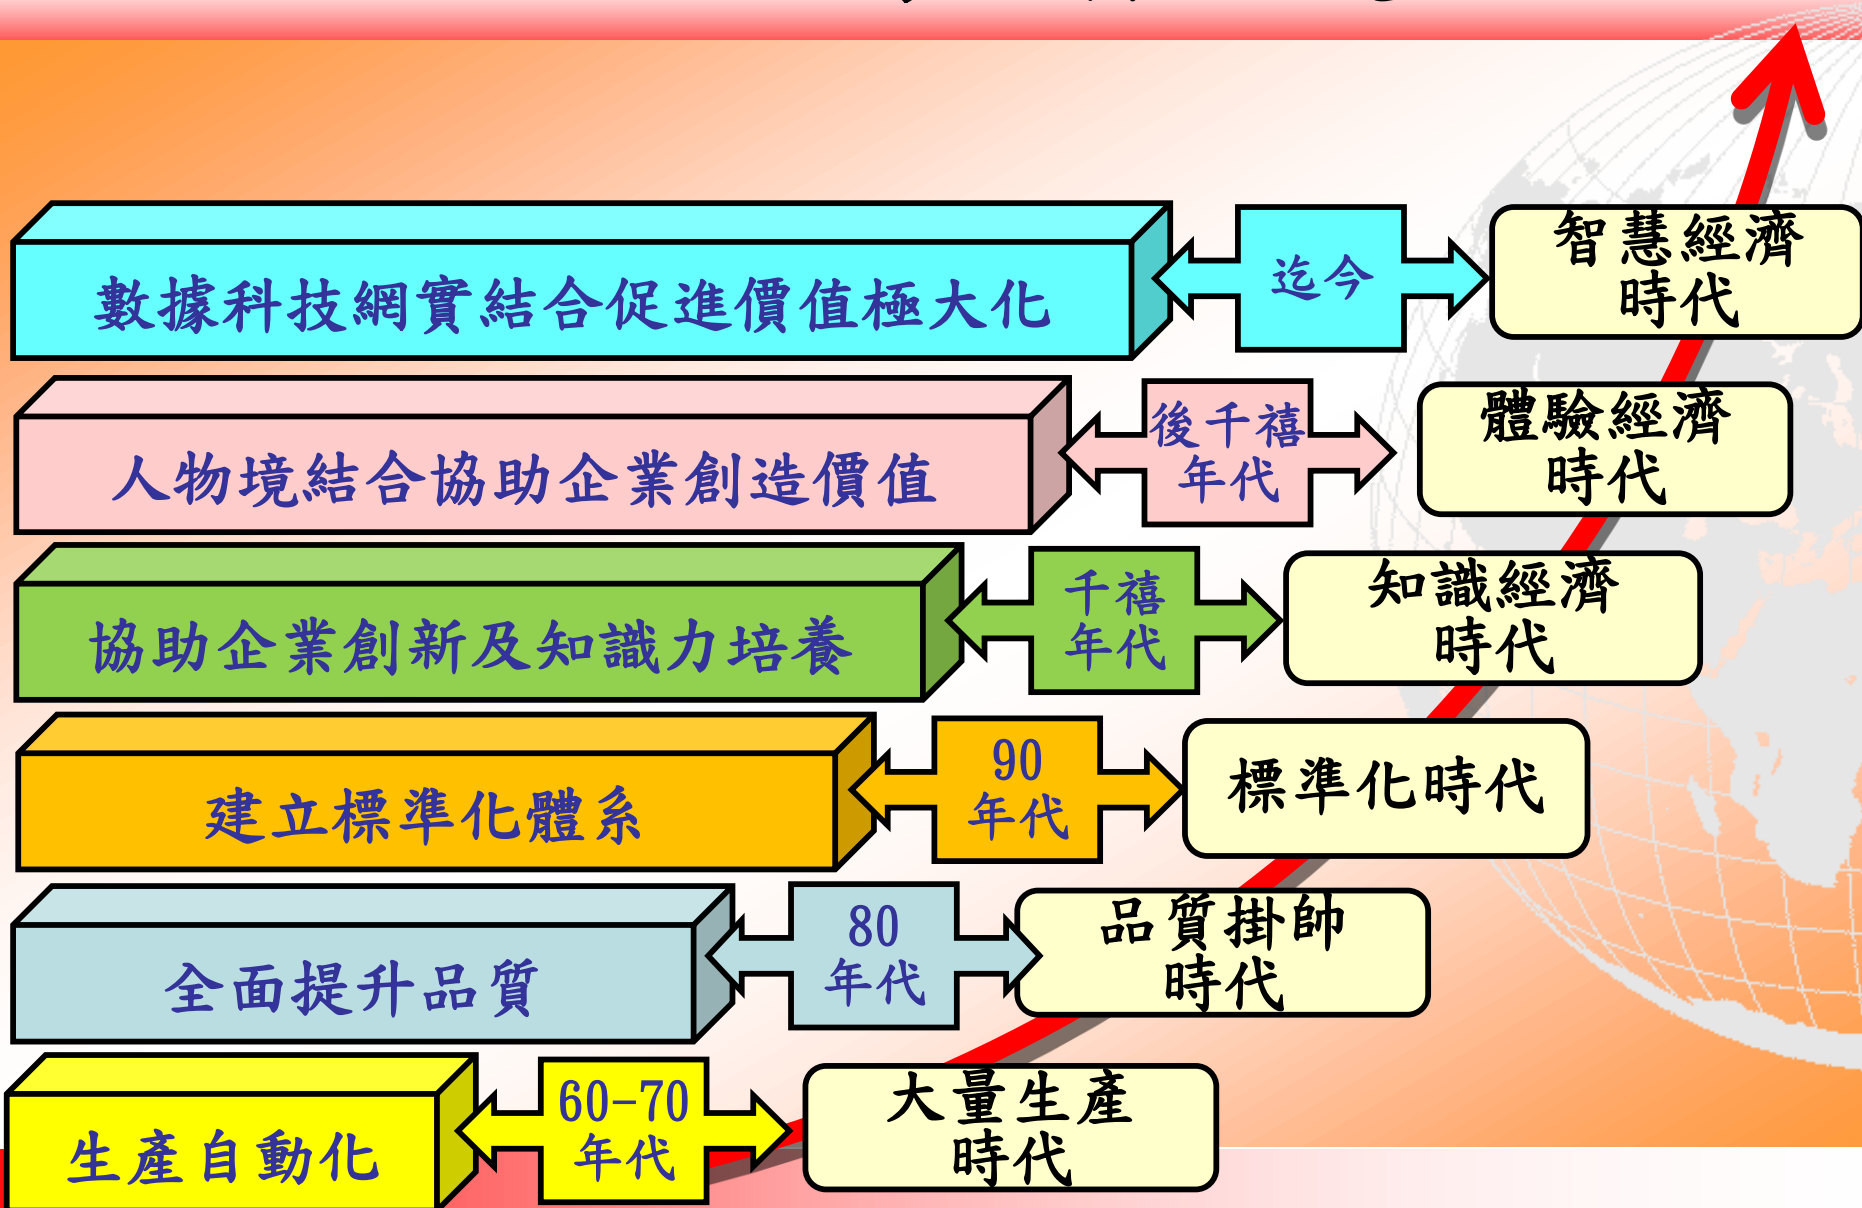 數據科技網實結合促進價值極大化
迄今
智慧經濟
時代
人物境結合協助企業創造價值
後千禧
年代
體驗經濟
時代
協助企業創新及知識力培養
千禧
年代
知識經濟
時代
建立標準化體系
90
年代
標準化時代
全面提升品質
80
年代
品質掛帥
時代
生產自動化
60-70
年代
大量生產
時代